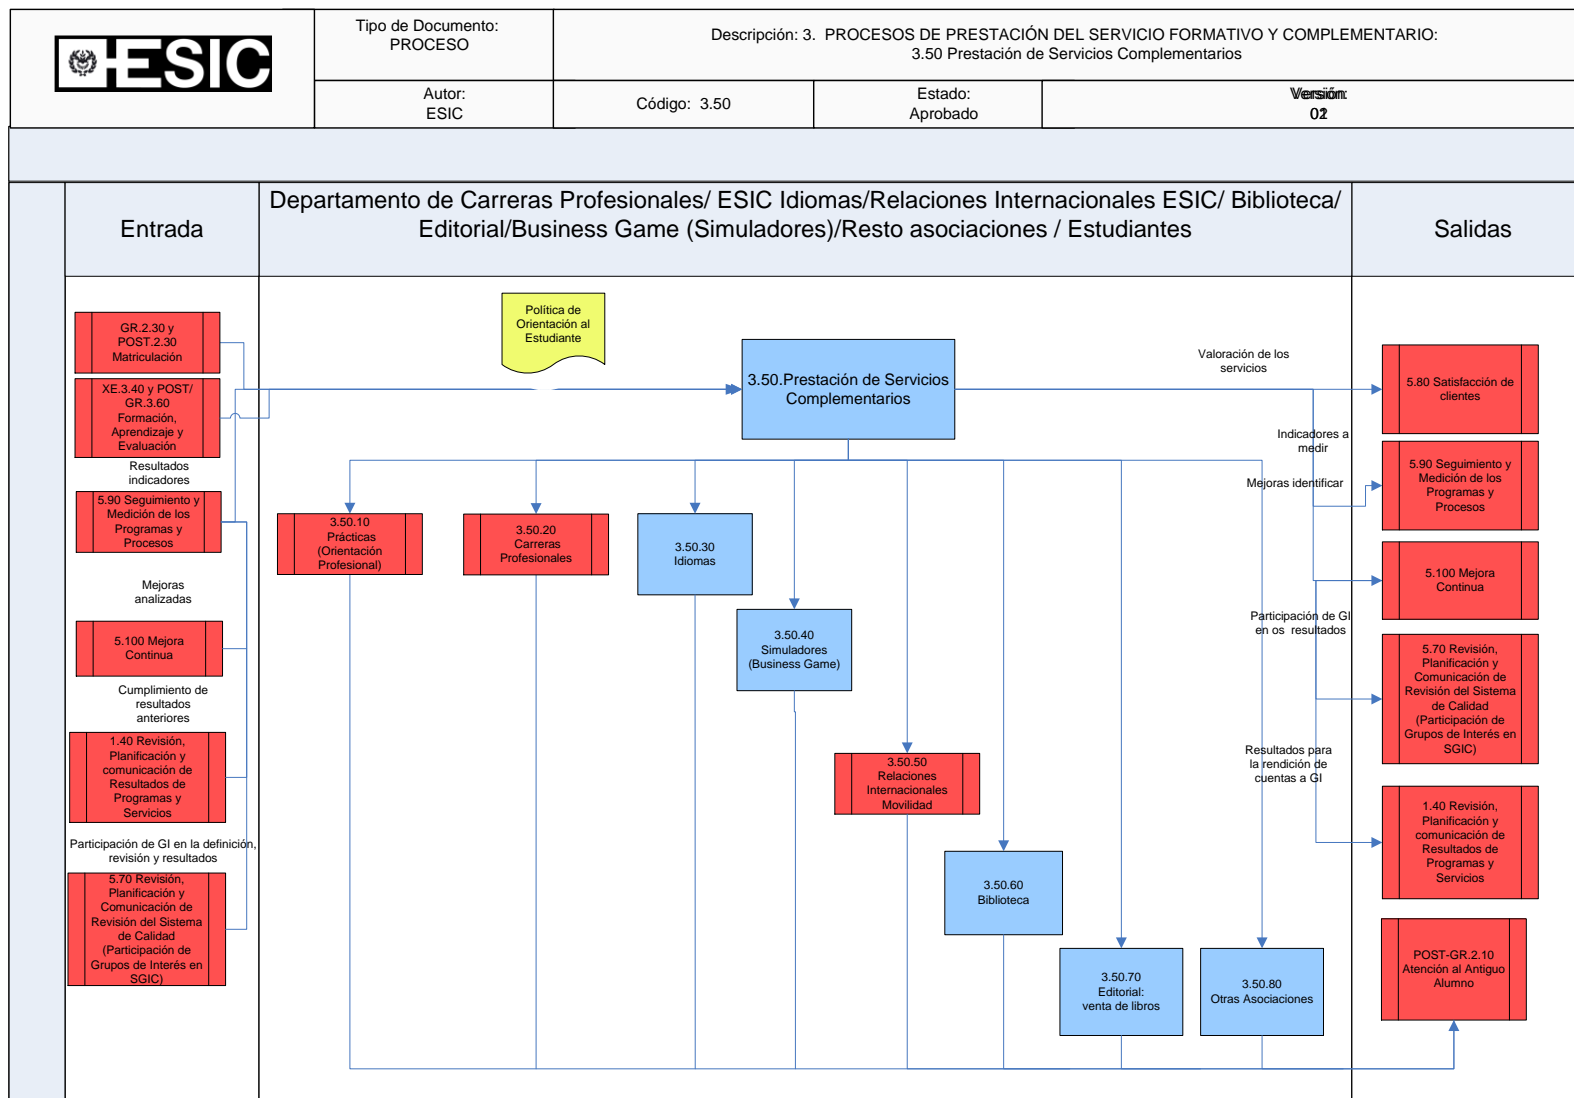 ESIC
Tipo de Documento:
PROCESO
Descripción: 3.  PROCESOS DE PRESTACIÓN DEL SERVICIO FORMATIVO Y COMPLEMENTARIO:
3.50 Prestación de Servicios Complementarios
Autor:
ESIC
Código:  3.50
Estado:
Aprobado
Versión:
Entrada
Departamento de Carreras Profesionales/ ESIC Idiomas/Relaciones Internacionales ESIC/ Biblioteca/
Editorial/Business Game (Simuladores)/Resto asociaciones / Estudiantes
Salidas
GR.2.30 y
POST.2.30
Matriculación
XE.3.40 y POST/
GR.3.60
Formación,
Aprendizaje y
Evaluación
Resultados
indicadores
5.90 Seguimiento y
Medición de los
Programas y
Procesos
Mejoras
analizadas
5.100 Mejora
Continua
Cumplimiento de
resultados
anteriores
1.40 Revisión,
Planificación y
comunicación de
Resultados de
Programas y
Servicios
Participación de GI en la definición,
revisión y resultados
5.70 Revisión,
Planificación y
Comunicación de
Revisión del Sistema
de Calidad
(Participación de
Grupos de Interés en
SGIC)
Política de
Orientación al
Estudiante
3.50.Prestación de Servicios
Complementarios
3.50.10
Prácticas
(Orientación
Profesional)
3.50.20
Carreras
Profesionales
3.50.30
Idiomas
3.50.40
Simuladores
(Business Game)
3.50.50
Relaciones
Internacionales
Movilidad
3.50.60
Biblioteca
3.50.70
Editorial:
venta de libros
3.50.80
Otras Asociaciones
Valoración de los
servicios
Indicadores a
medir
Mejoras identificar
Participación de GI
en os  resultados
Resultados para
la rendición de
cuentas a GI
5.80 Satisfacción de
clientes
5.90 Seguimiento y
Medición de los
Programas y
Procesos
5.100 Mejora
Continua
5.70 Revisión,
Planificación y
Comunicación de
Revisión del Sistema
de Calidad
(Participación de
Grupos de Interés en
SGIC)
1.40 Revisión,
Planificación y
comunicación de
Resultados de
Programas y
Servicios
POST-GR.2.10
Atención al Antiguo
Alumno